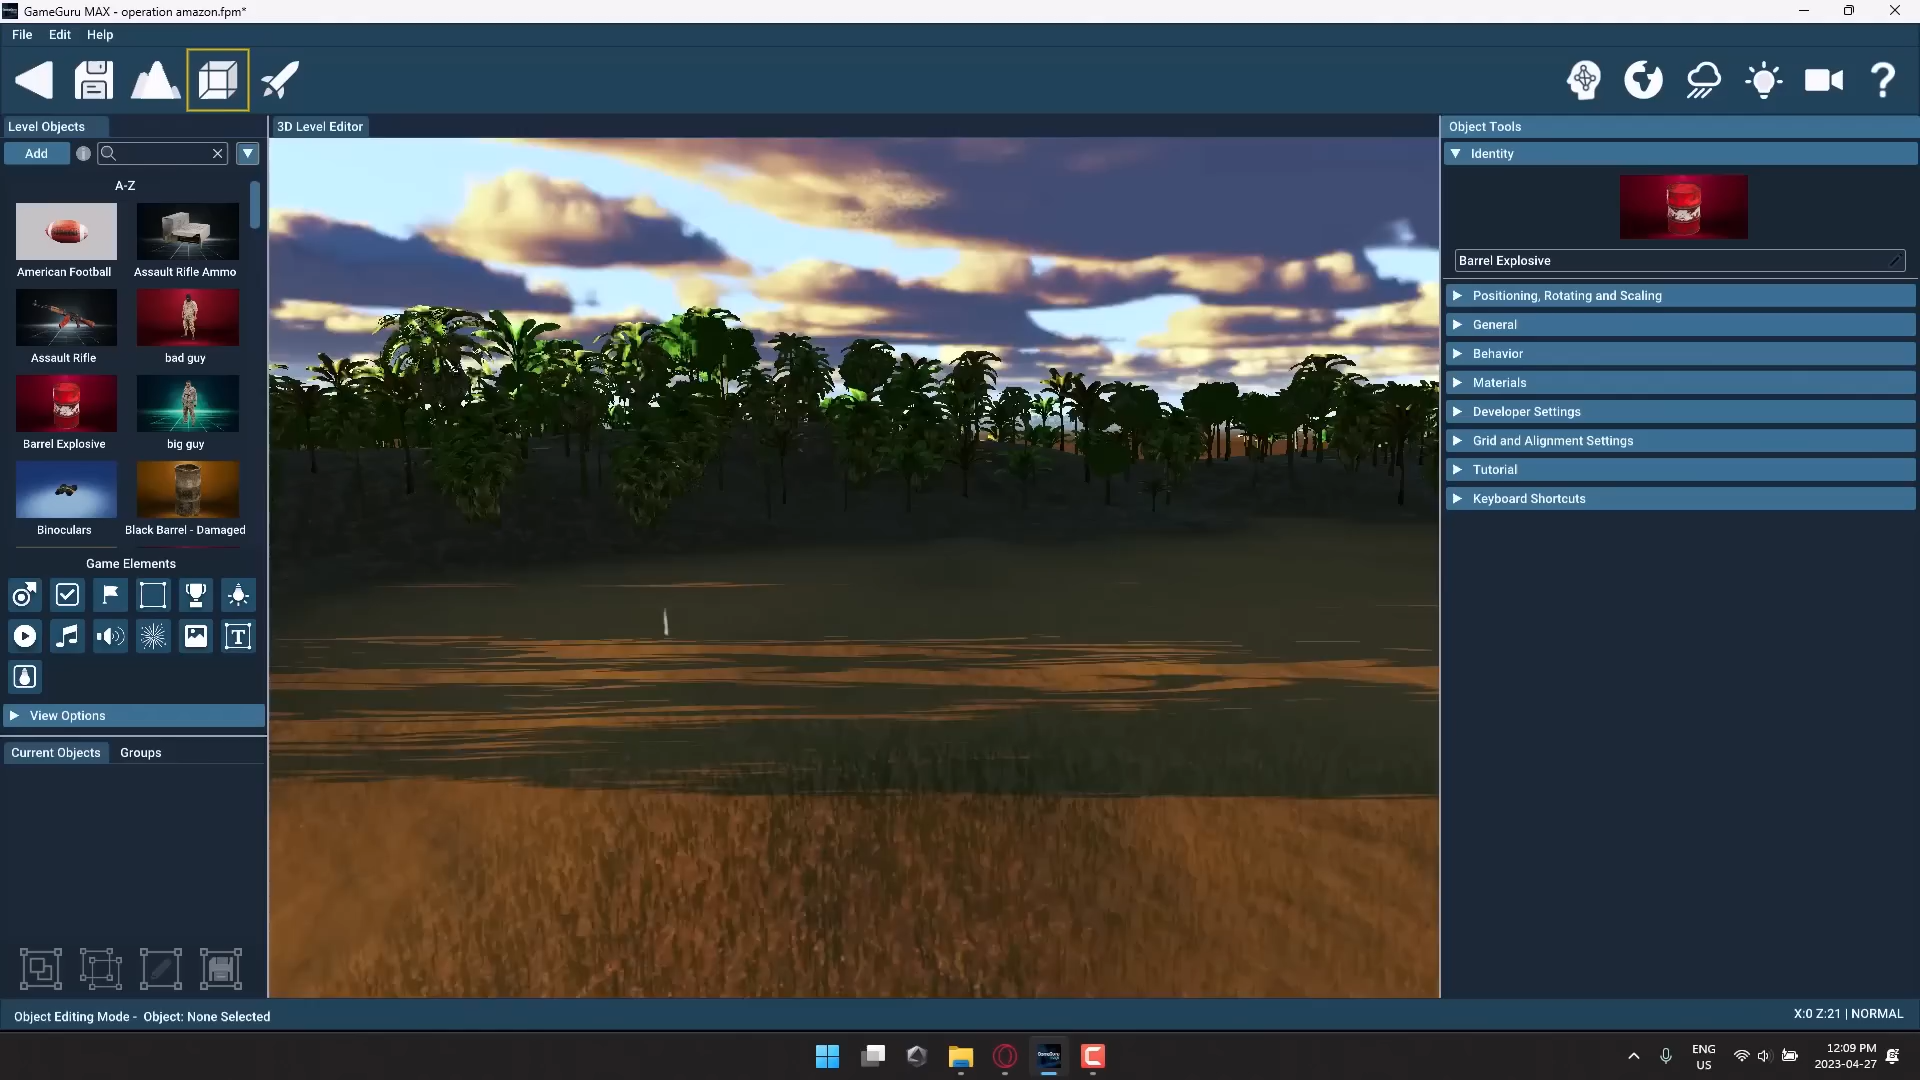 GameGuru MAX - operation amazon.fpm*
File Edit Help
Level Objects
3D Level Editor
Object Tools
Add
Identity
A-Z
American Football
Assault Rifle Ammo
Barrel Explosive
Assault Rifle
bad guy
Positioning, Rotating and Scaling
General
Behavior
Materials
Developer Settings
Grid and Alignment Settings
Tutorial
Keyboard Shortcuts
Barrel Explosive
big guy
Binoculars
Black Barrel - Damaged
Game Elements
T
View Options
Current Objects
Groups
Object Editing Mode - Object: None Selected
X:0 Z:21 | NORMAL
ENG
US
12:09 PM
2023-04-27